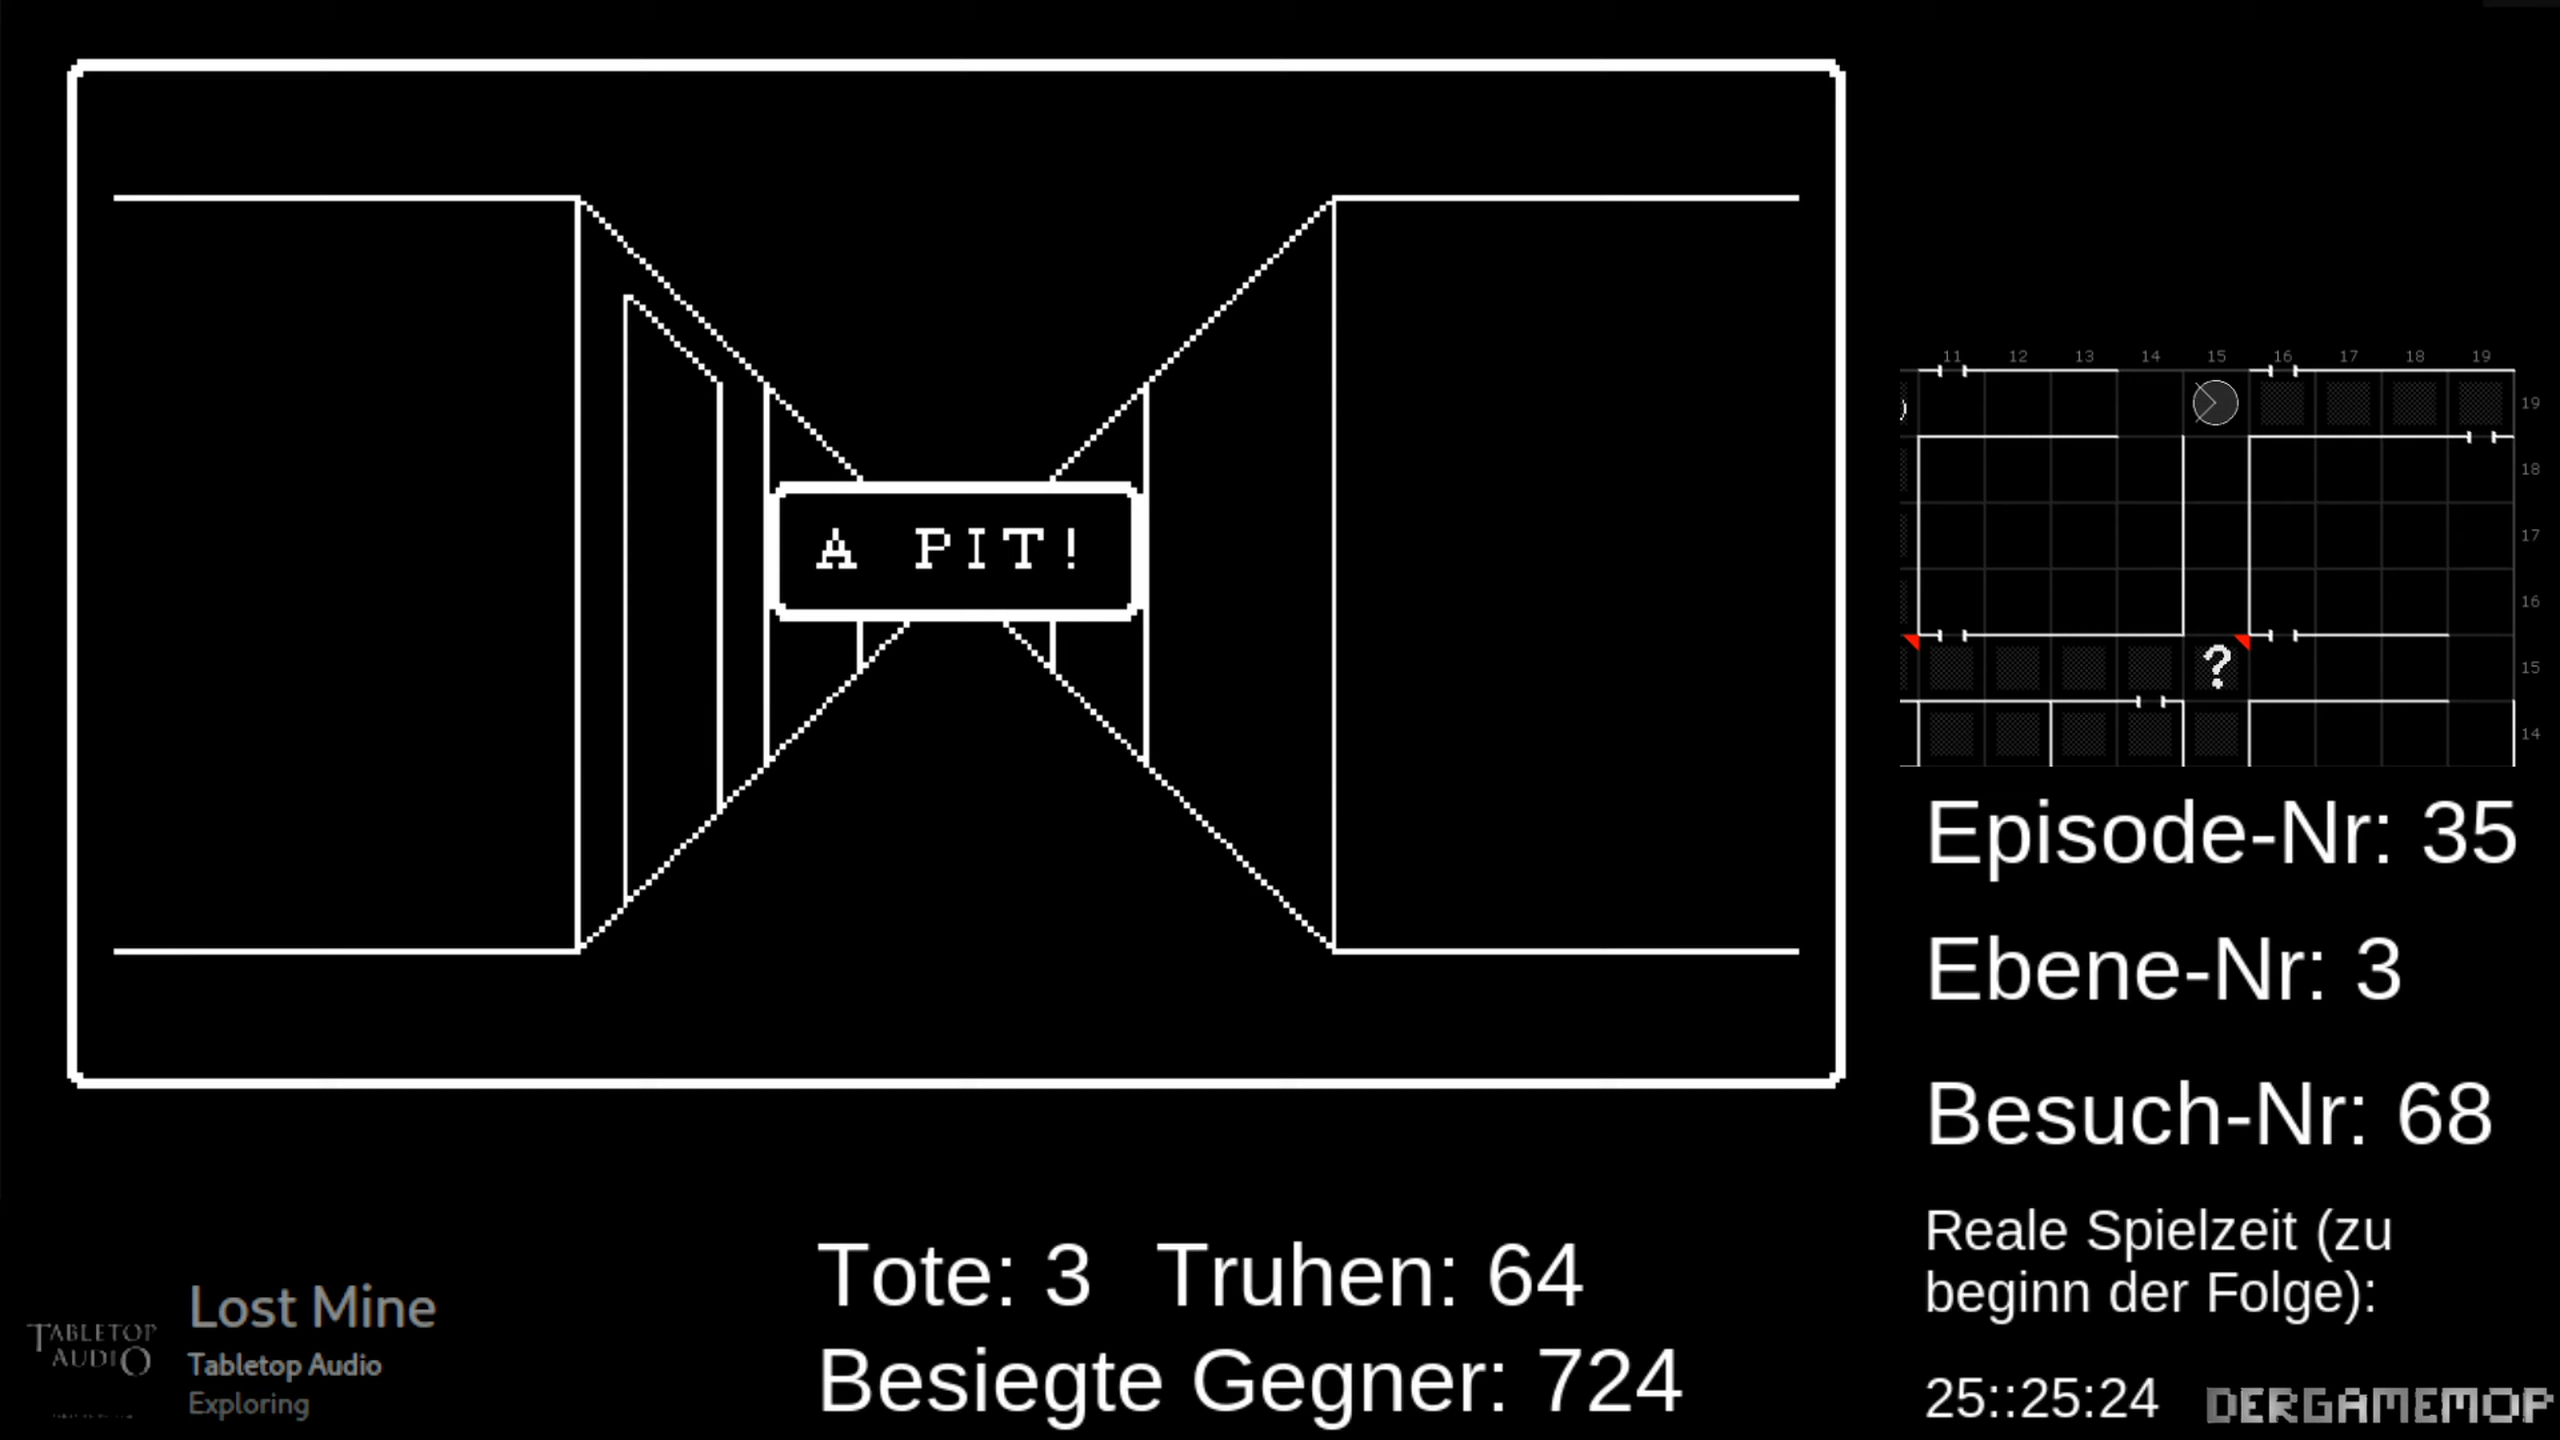 A PIT!
11 12 13 14 15 16 17 18 19
19
18
17
16
?
15
14
Episode-Nr: 35
Ebene-Nr: 3
Besuch-Nr: 68
Reale Spielzeit (zu
beginn der Folge):
25::25:24
DERGAMEMOP
Tote: 3 Truhen: 64
Besiegte Gegner: 724
TABLETOP
AUDIO
Lost Mine
Tabletop Audio
Exploring